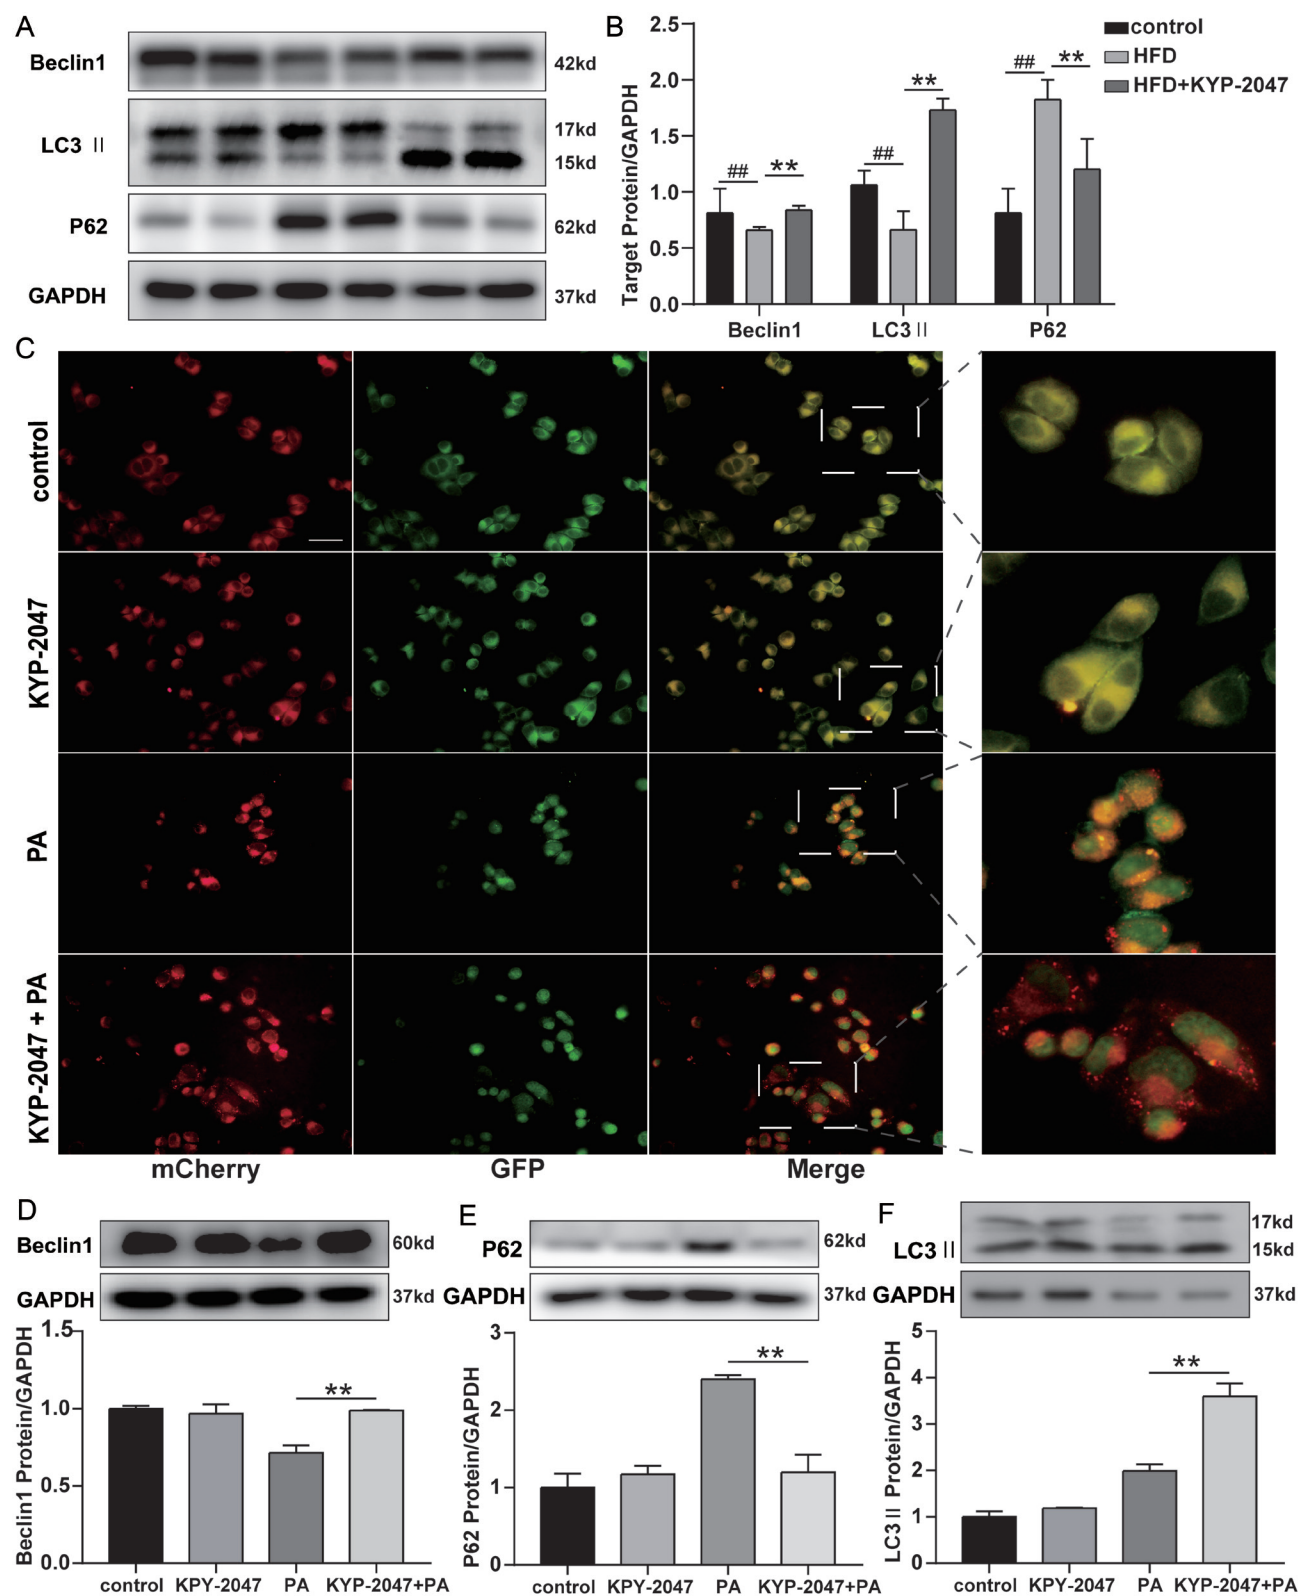 A
Beclin1
42kd
LC3 Ⅱ
17kd
15kd
P62
62kd
GAPDH
37kd
B
Target Protein/GAPDH
2.5
2.0
1.5
1.0
0.5
0.0
## **
## **
## **
Beclin1
LC3 Ⅱ
P62
control
HFD
HFD+KYP-2047
C
control
KYP-2047
PA
KYP-2047 + PA
mCherry
GFP
Merge
D
Beclin1
60kd
GAPDH
37kd
Beclin1 Protein/GAPDH
1.5
1.0
0.5
0.0
**
control
KPY-2047
PA
KYP-2047+PA
E
P62
62kd
GAPDH
37kd
P62 Protein/GAPDH
3
2
1
0
**
control
KPY-2047
PA
KYP-2047+PA
F
LC3 Ⅱ
17kd
15kd
GAPDH
37kd
LC3 Ⅱ Protein/GAPDH
5
4
3
2
1
0
**
control
KPY-2047
PA
KYP-2047+PA